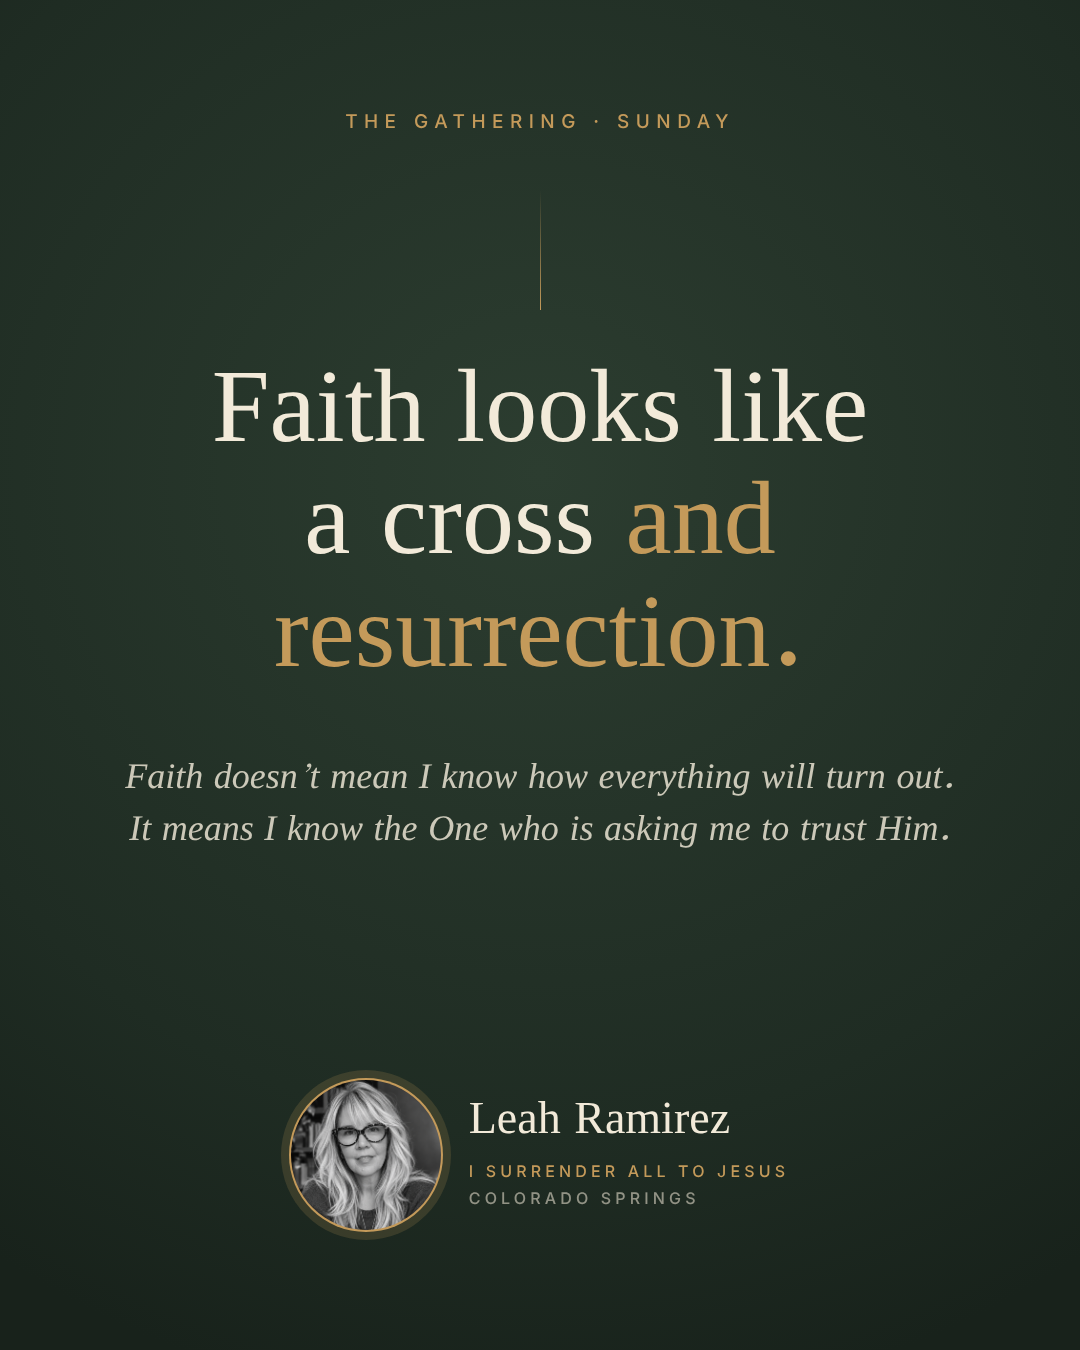 THE GATHERING · SUNDAY
Faith looks like
a cross and
resurrection.
Faith doesn’t mean I know how everything will turn out.
It means I know the One who is asking me to trust Him.
Leah Ramirez
I SURRENDER ALL TO JESUS
COLORADO SPRINGS